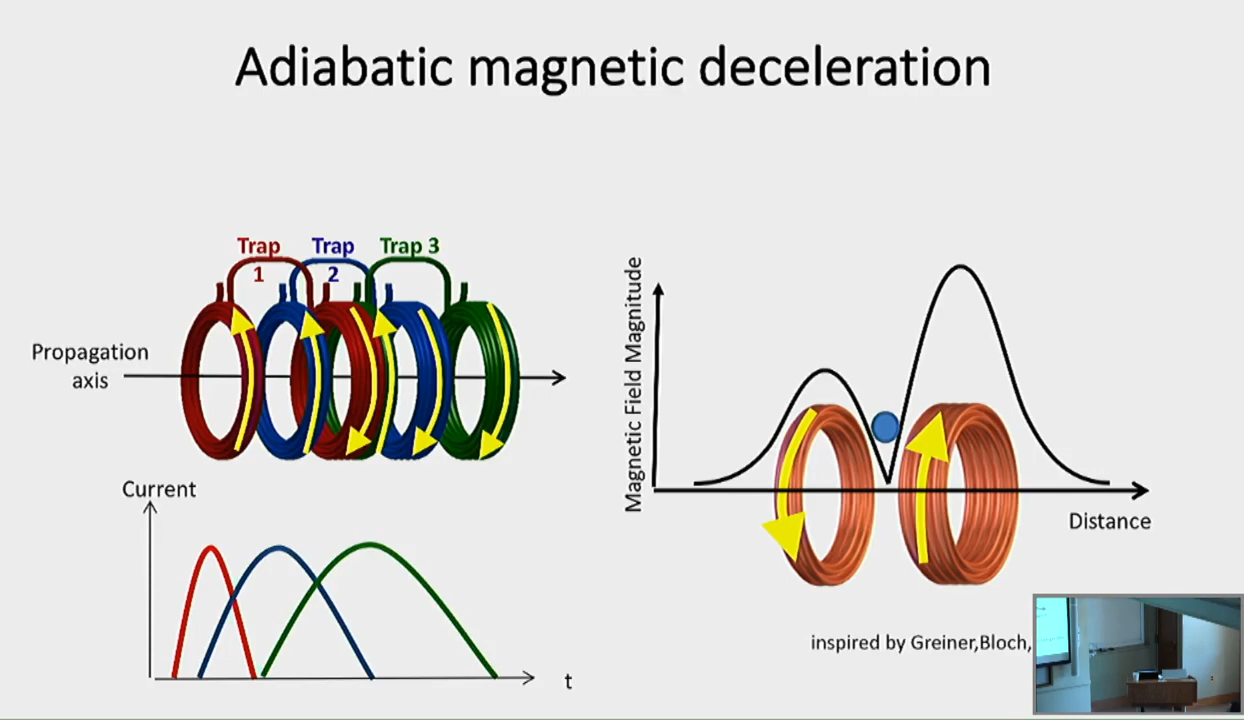 Adiabatic magnetic deceleration
Trap
1
Trap
2
Trap 3
Propagation
axis
Current
t
Magnetic Field Magnitude
Distance
inspired by Greiner,Bloch,